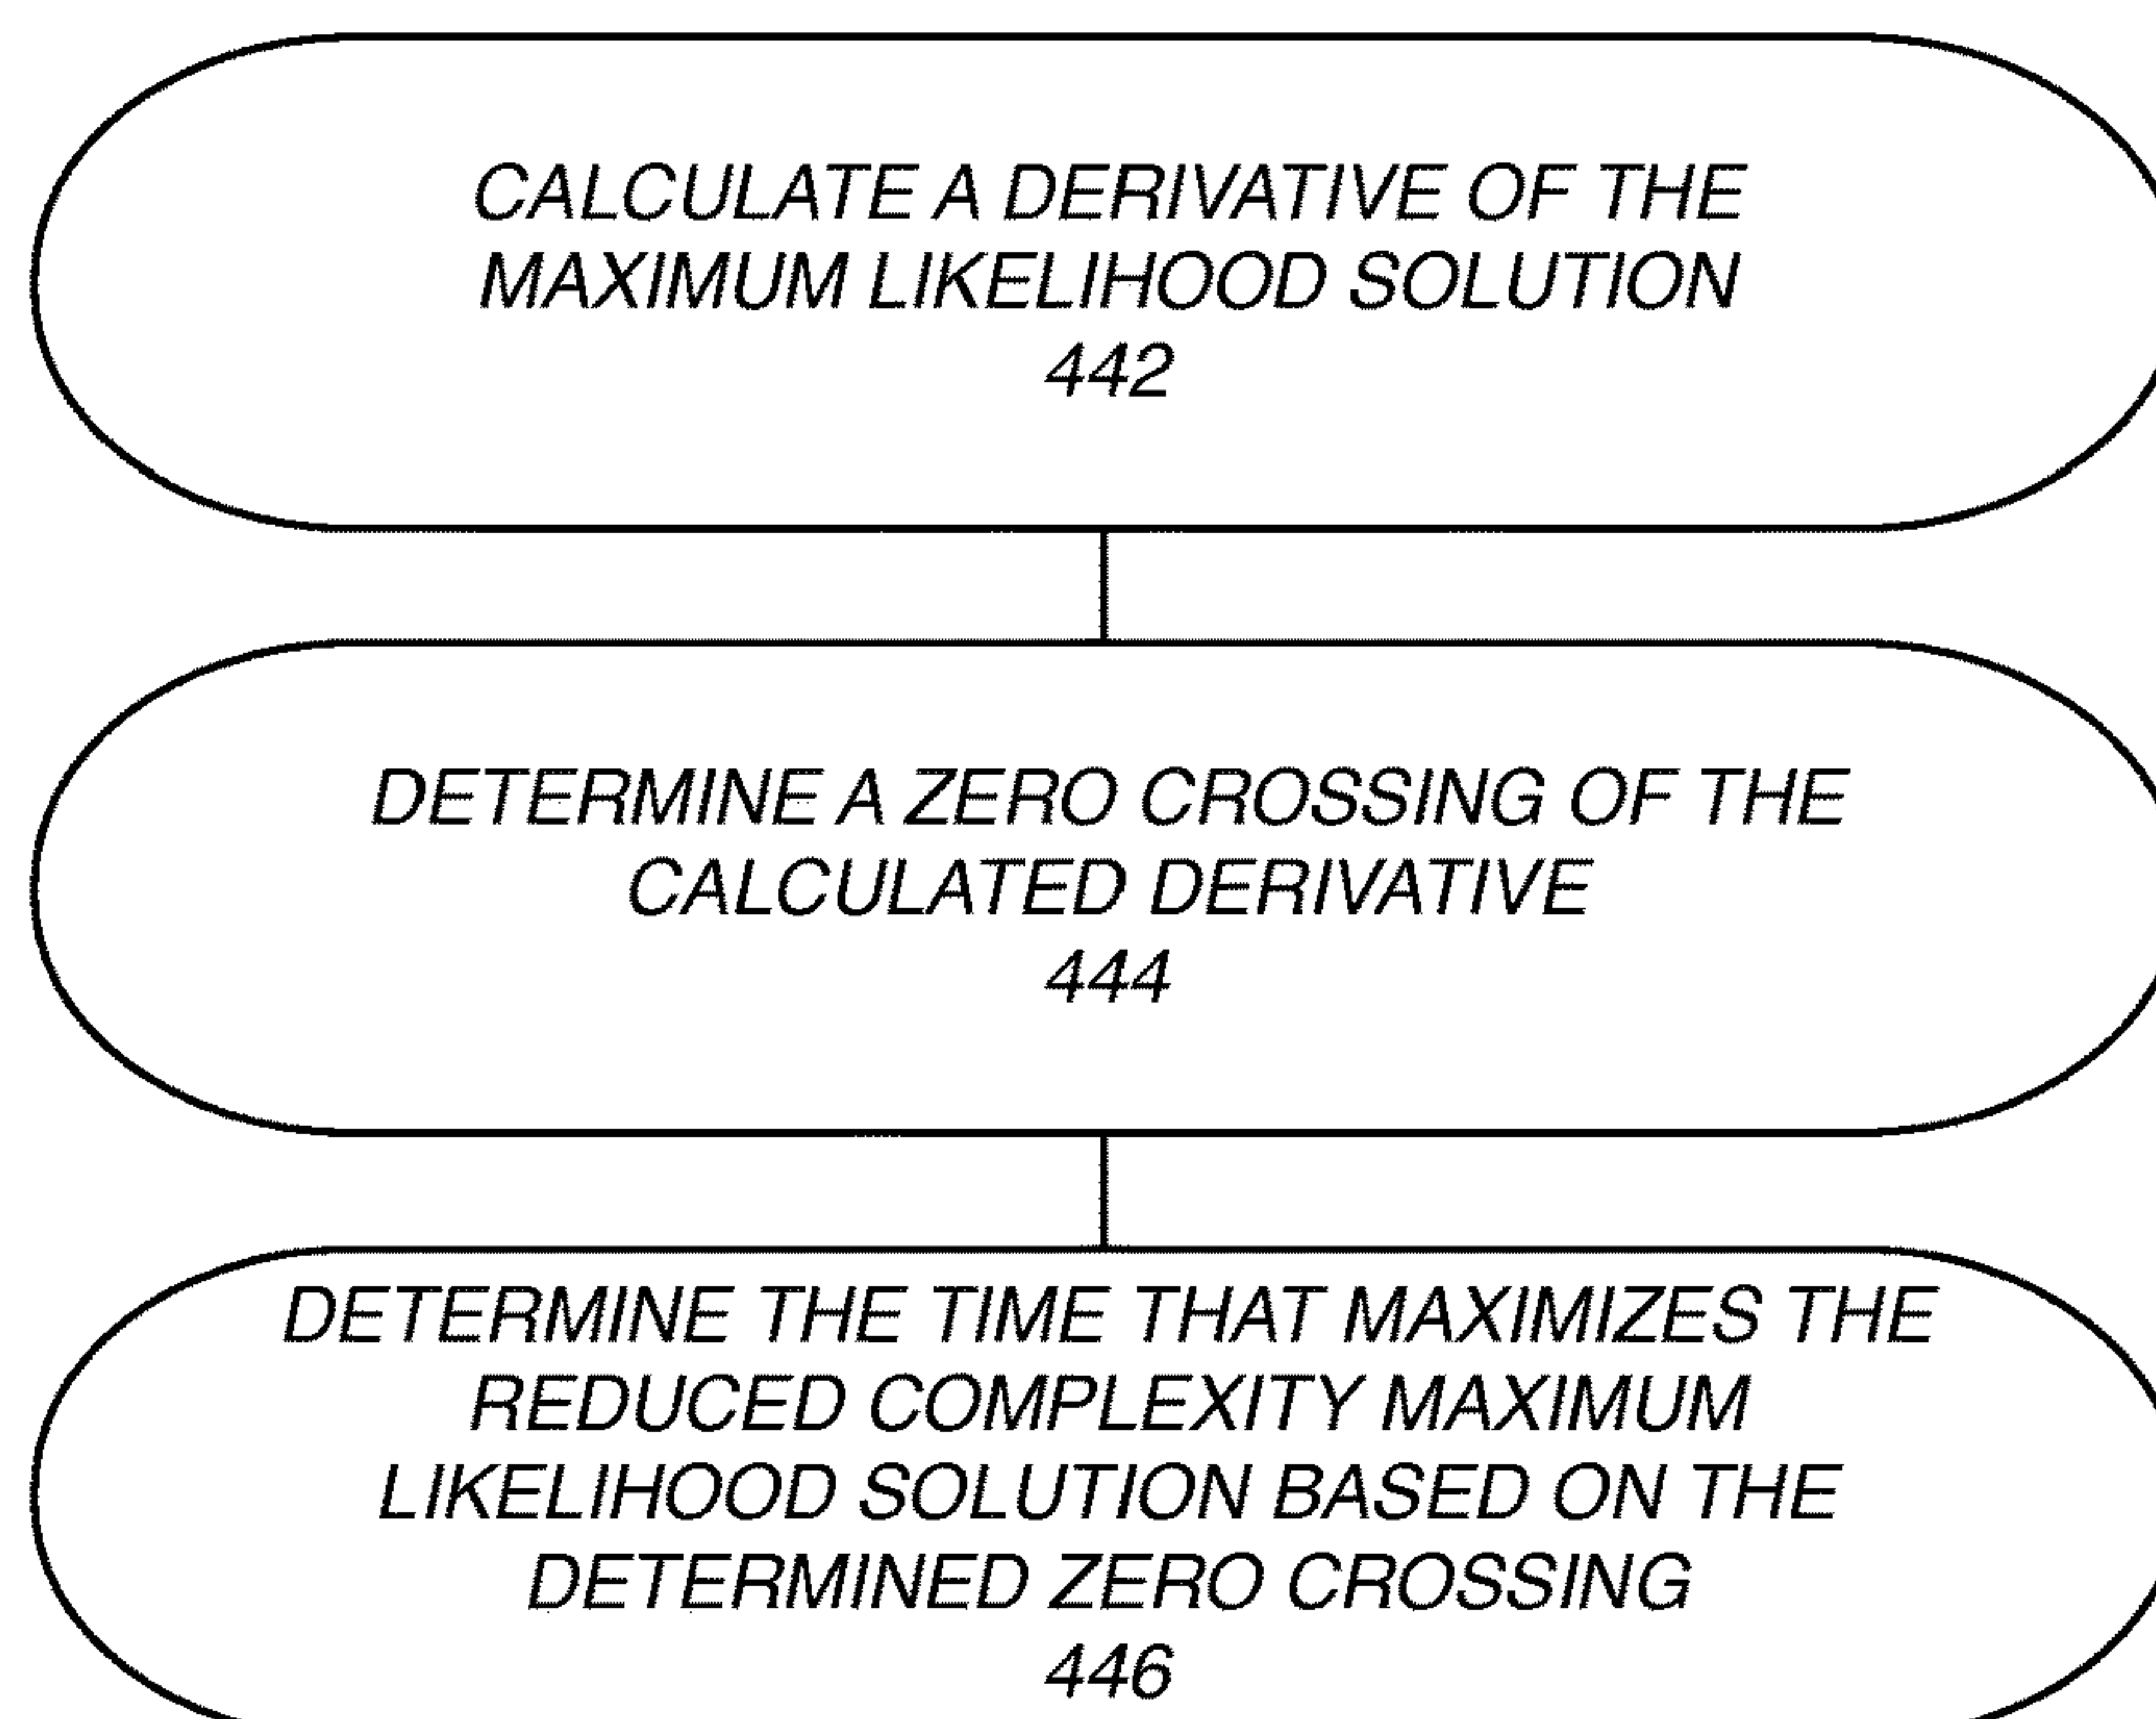 CALCULATE A DERIVATIVE OF THE
MAXIMUM LIKELIHOOD SOLUTION
442
DETERMINE A ZERO CROSSING OF THE
CALCULATED DERIVATIVE
444
DETERMINE THE TIME THAT MAXIMIZES THE
REDUCED COMPLEXITY MAXIMUM
LIKELIHOOD SOLUTION BASED ON THE
DETERMINED ZERO CROSSING
446